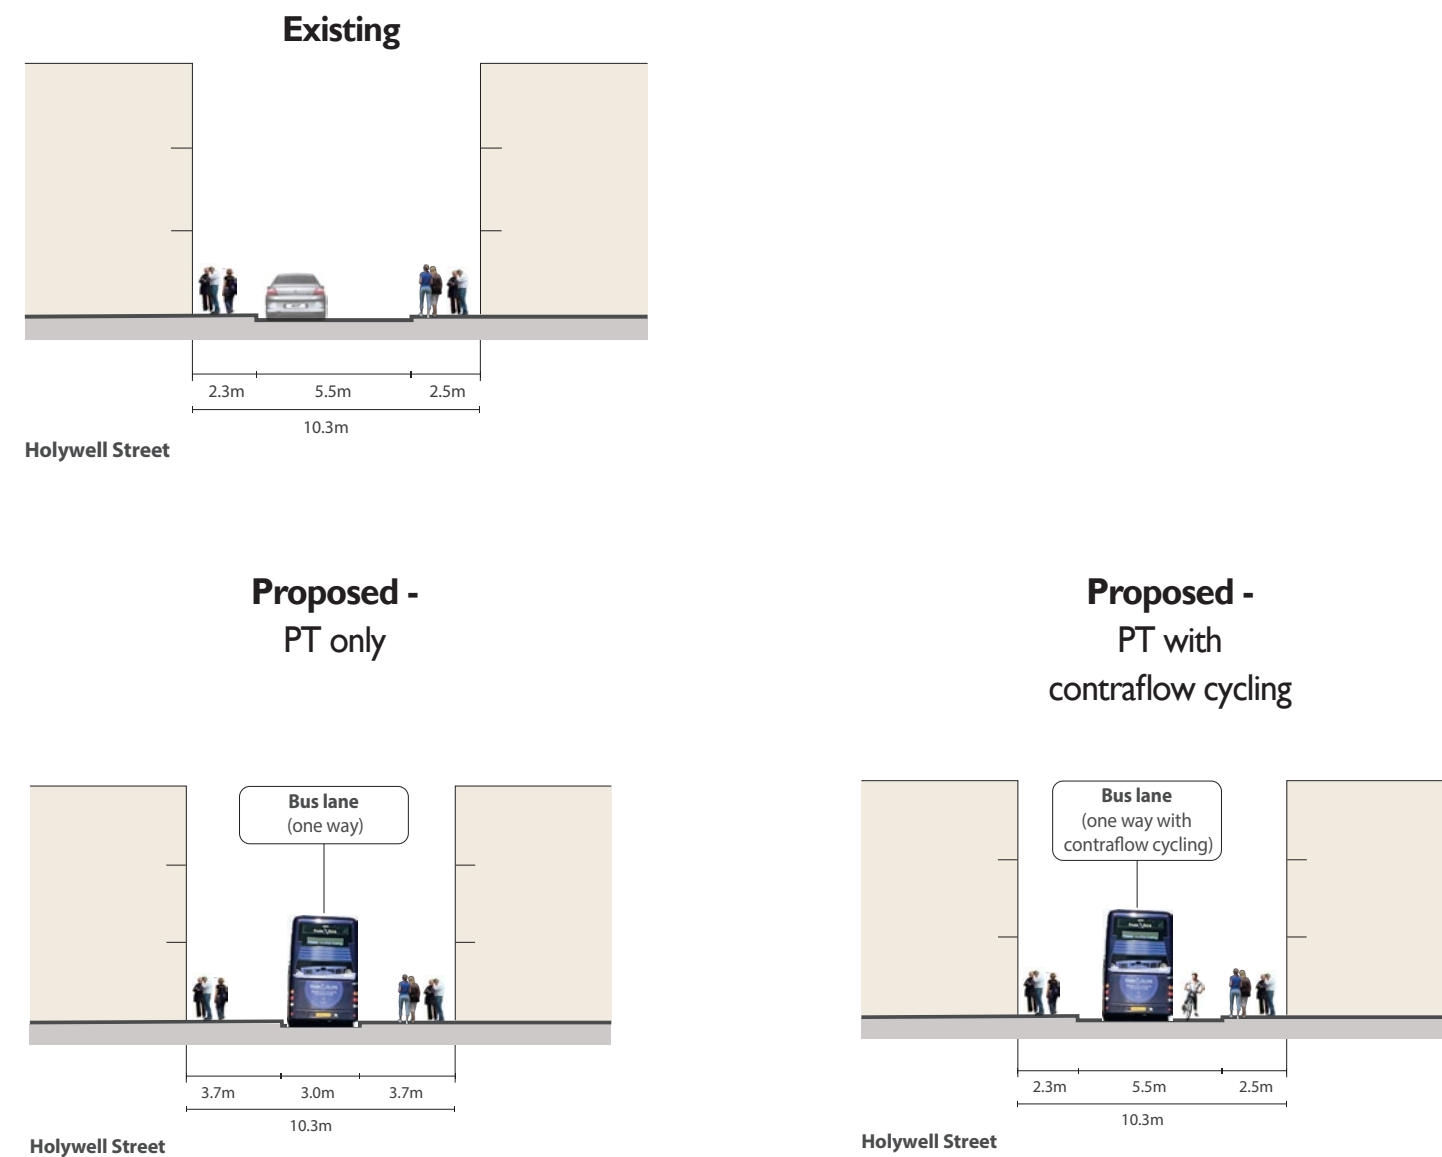 Existing
2.3m
5.5m
2.5m
10.3m
Holywell Street
Proposed -
PT only
Bus lane
(one way)
3.7m
3.0m
3.7m
10.3m
Holywell Street
Proposed -
PT with
contraflow cycling
Bus lane
(one way with
contraflow cycling)
2.3m
5.5m
2.5m
10.3m
Holywell Street